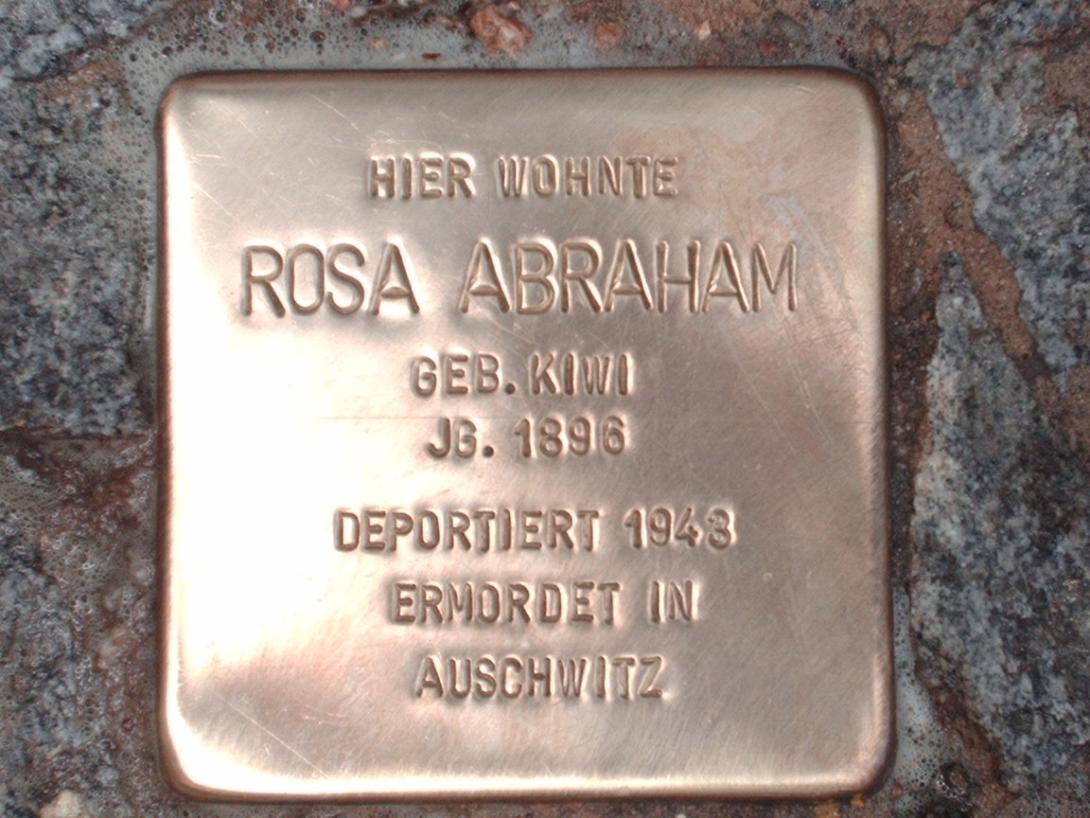 HIER WOHNTE
ROSA ABRAHAM
GEB. KIWI
JG. 1896
DEPORTIERT 1943
ERMORDET IN
AUSCHWITZ